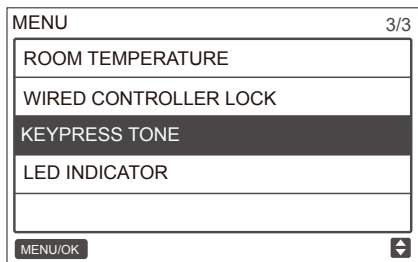 MENU 3/3
ROOM TEMPERATURE
WIRED CONTROLLER LOCK
KEYPRESS TONE
LED INDICATOR
MENU/OK